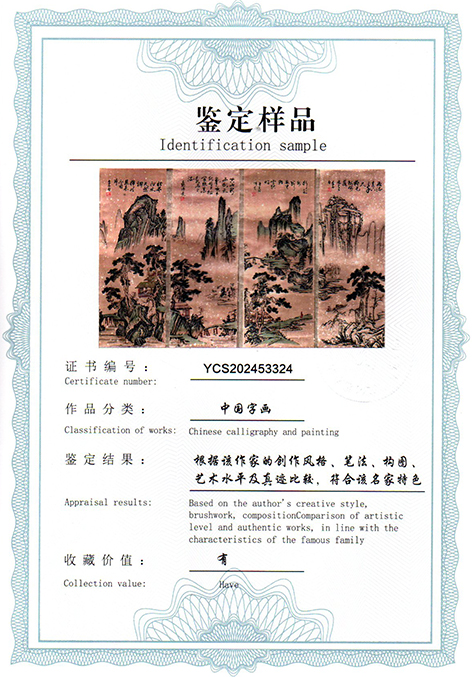 鉴定样品
Identification sample
证书编号： YCS202453324
Certificate number:
作品分类： 中国字画
Classification of works: Chinese calligraphy and painting
鉴定结果： 根据该作家的创作风格、笔法、构图、
艺术水平及真迹比较，符合该名家特色
Appraisal results: Based on the author's creative style,
brushwork, compositionComparison of artistic
level and authentic works, in line with the
characteristics of the famous family
收藏价值： 有
Collection value: Have